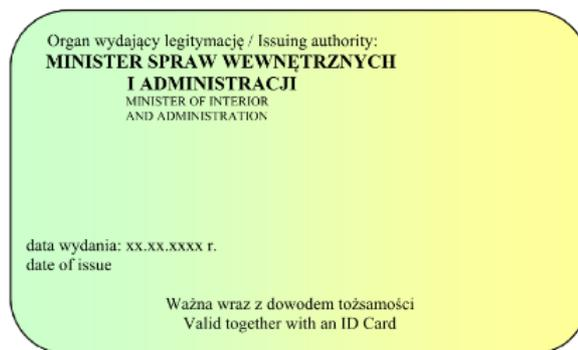 Organ wydający legitymację / Issuing authority:
MINISTER SPRAW WEWNĘTRZNYCH
I ADMINISTRACJI
MINISTER OF INTERIOR
AND ADMINISTRATION
data wydania: xx.xx.xxxx r.
date of issue
Ważna wraz z dowodem tożsamości
Valid together with an ID Card